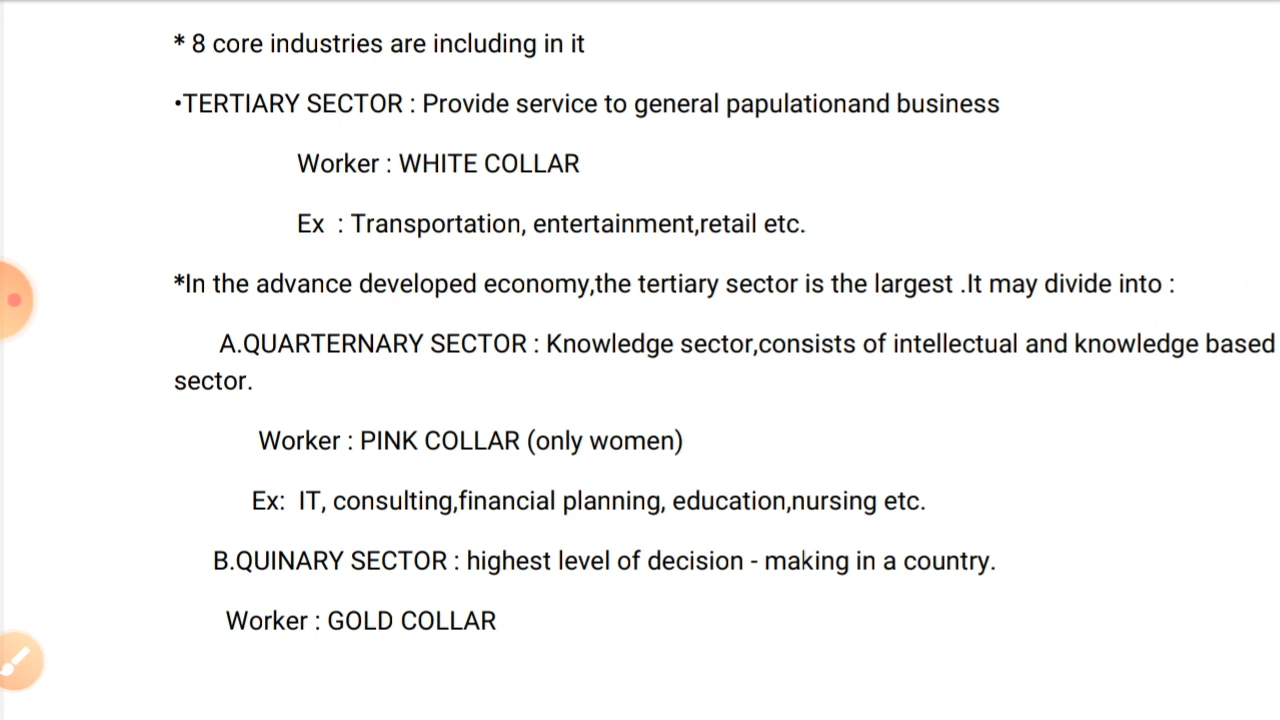 * 8 core industries are including in it
•TERTIARY SECTOR : Provide service to general papulationand business
Worker : WHITE COLLAR
Ex : Transportation, entertainment,retail etc.
*In the advance developed economy,the tertiary sector is the largest .It may divide into :
A.QUARTERNARY SECTOR : Knowledge sector,consists of intellectual and knowledge based
sector.
Worker : PINK COLLAR (only women)
Ex: IT, consulting,financial planning, education,nursing etc.
B.QUINARY SECTOR : highest level of decision - making in a country.
Worker : GOLD COLLAR